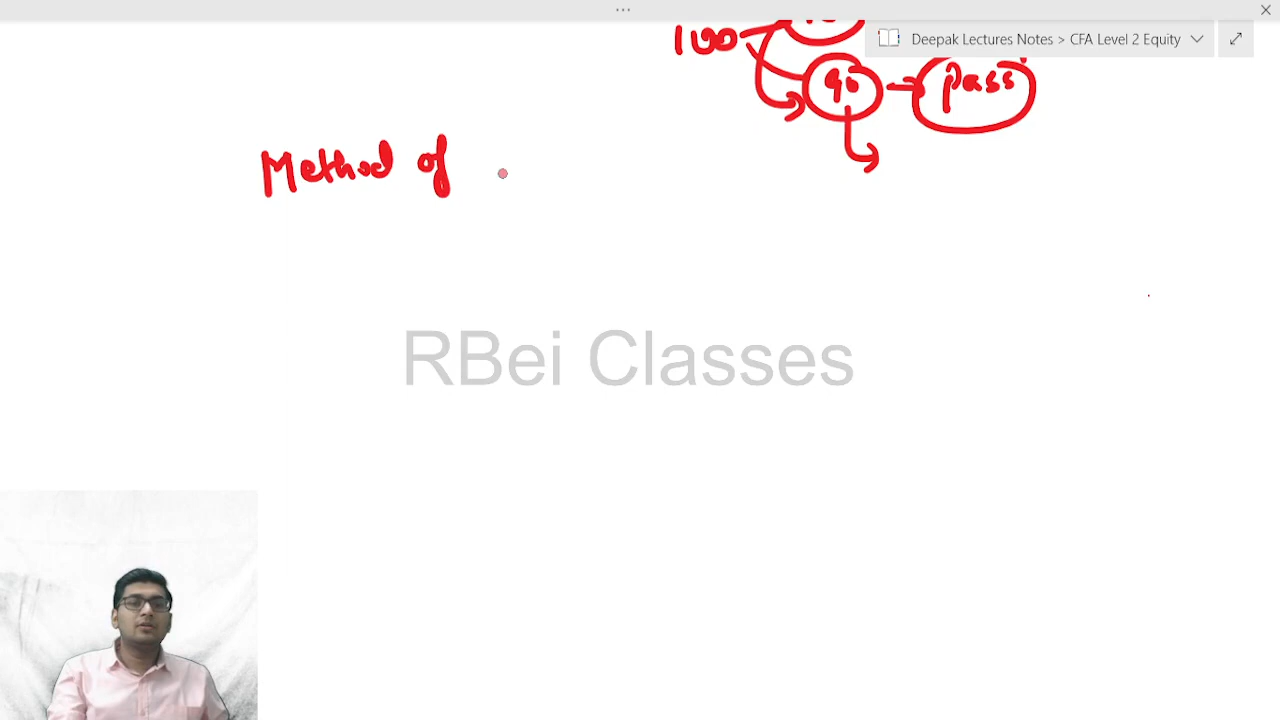 100
Deepak Lectures Notes > CFA Level 2 Equity
90 → Pass
Method of
RBei Classes